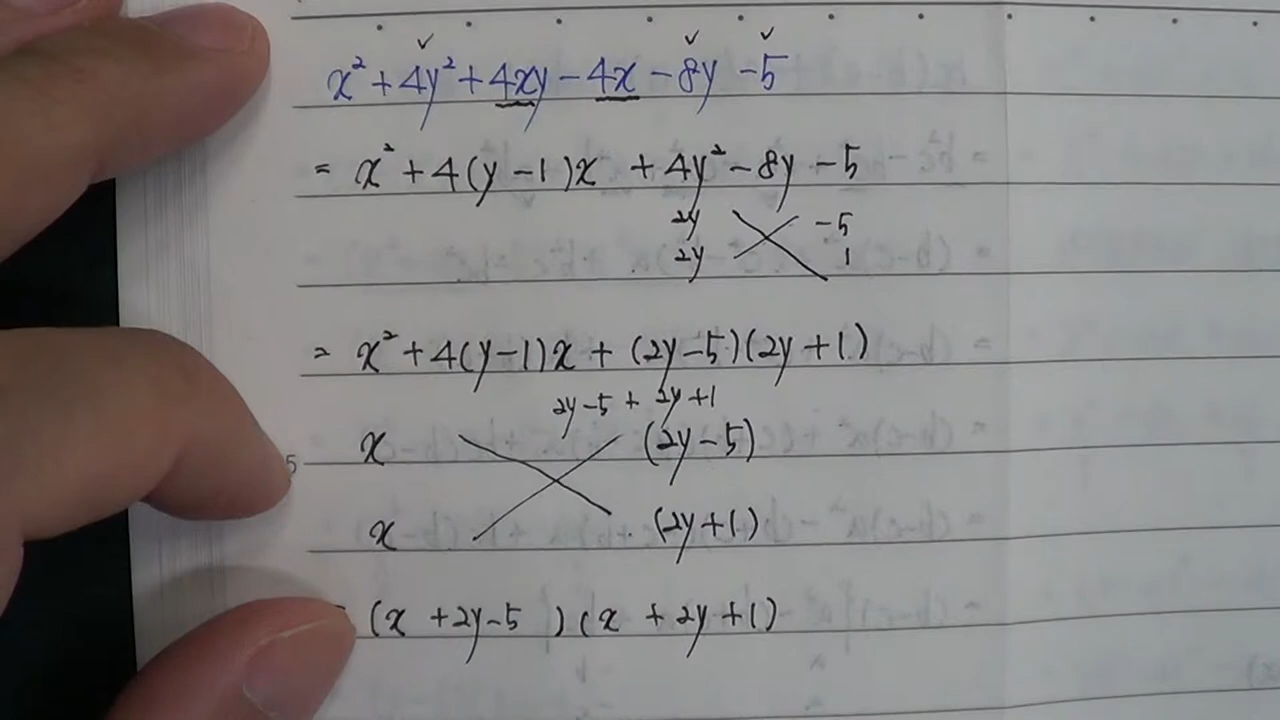 x² + 4y² + 4xy - 4x - 8y - 5
= x² + 4(y - 1)x + 4y² - 8y - 5
2y -5
2y 1
= x² + 4(y-1)x + (2y-5)(2y+1)
2y-5 + 2y+1
x (2y-5)
5
x (2y+1)
= (x + 2y-5)(x + 2y+1)